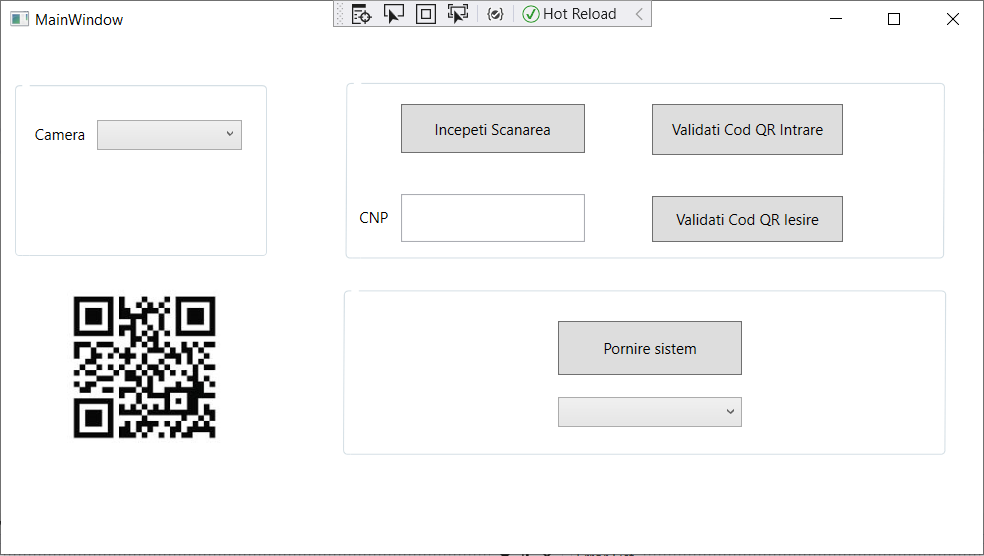 MainWindow
Hot Reload
Camera
Incepeti Scanarea
Validati Cod QR Intrare
CNP
Validati Cod QR Iesire
Pornire sistem